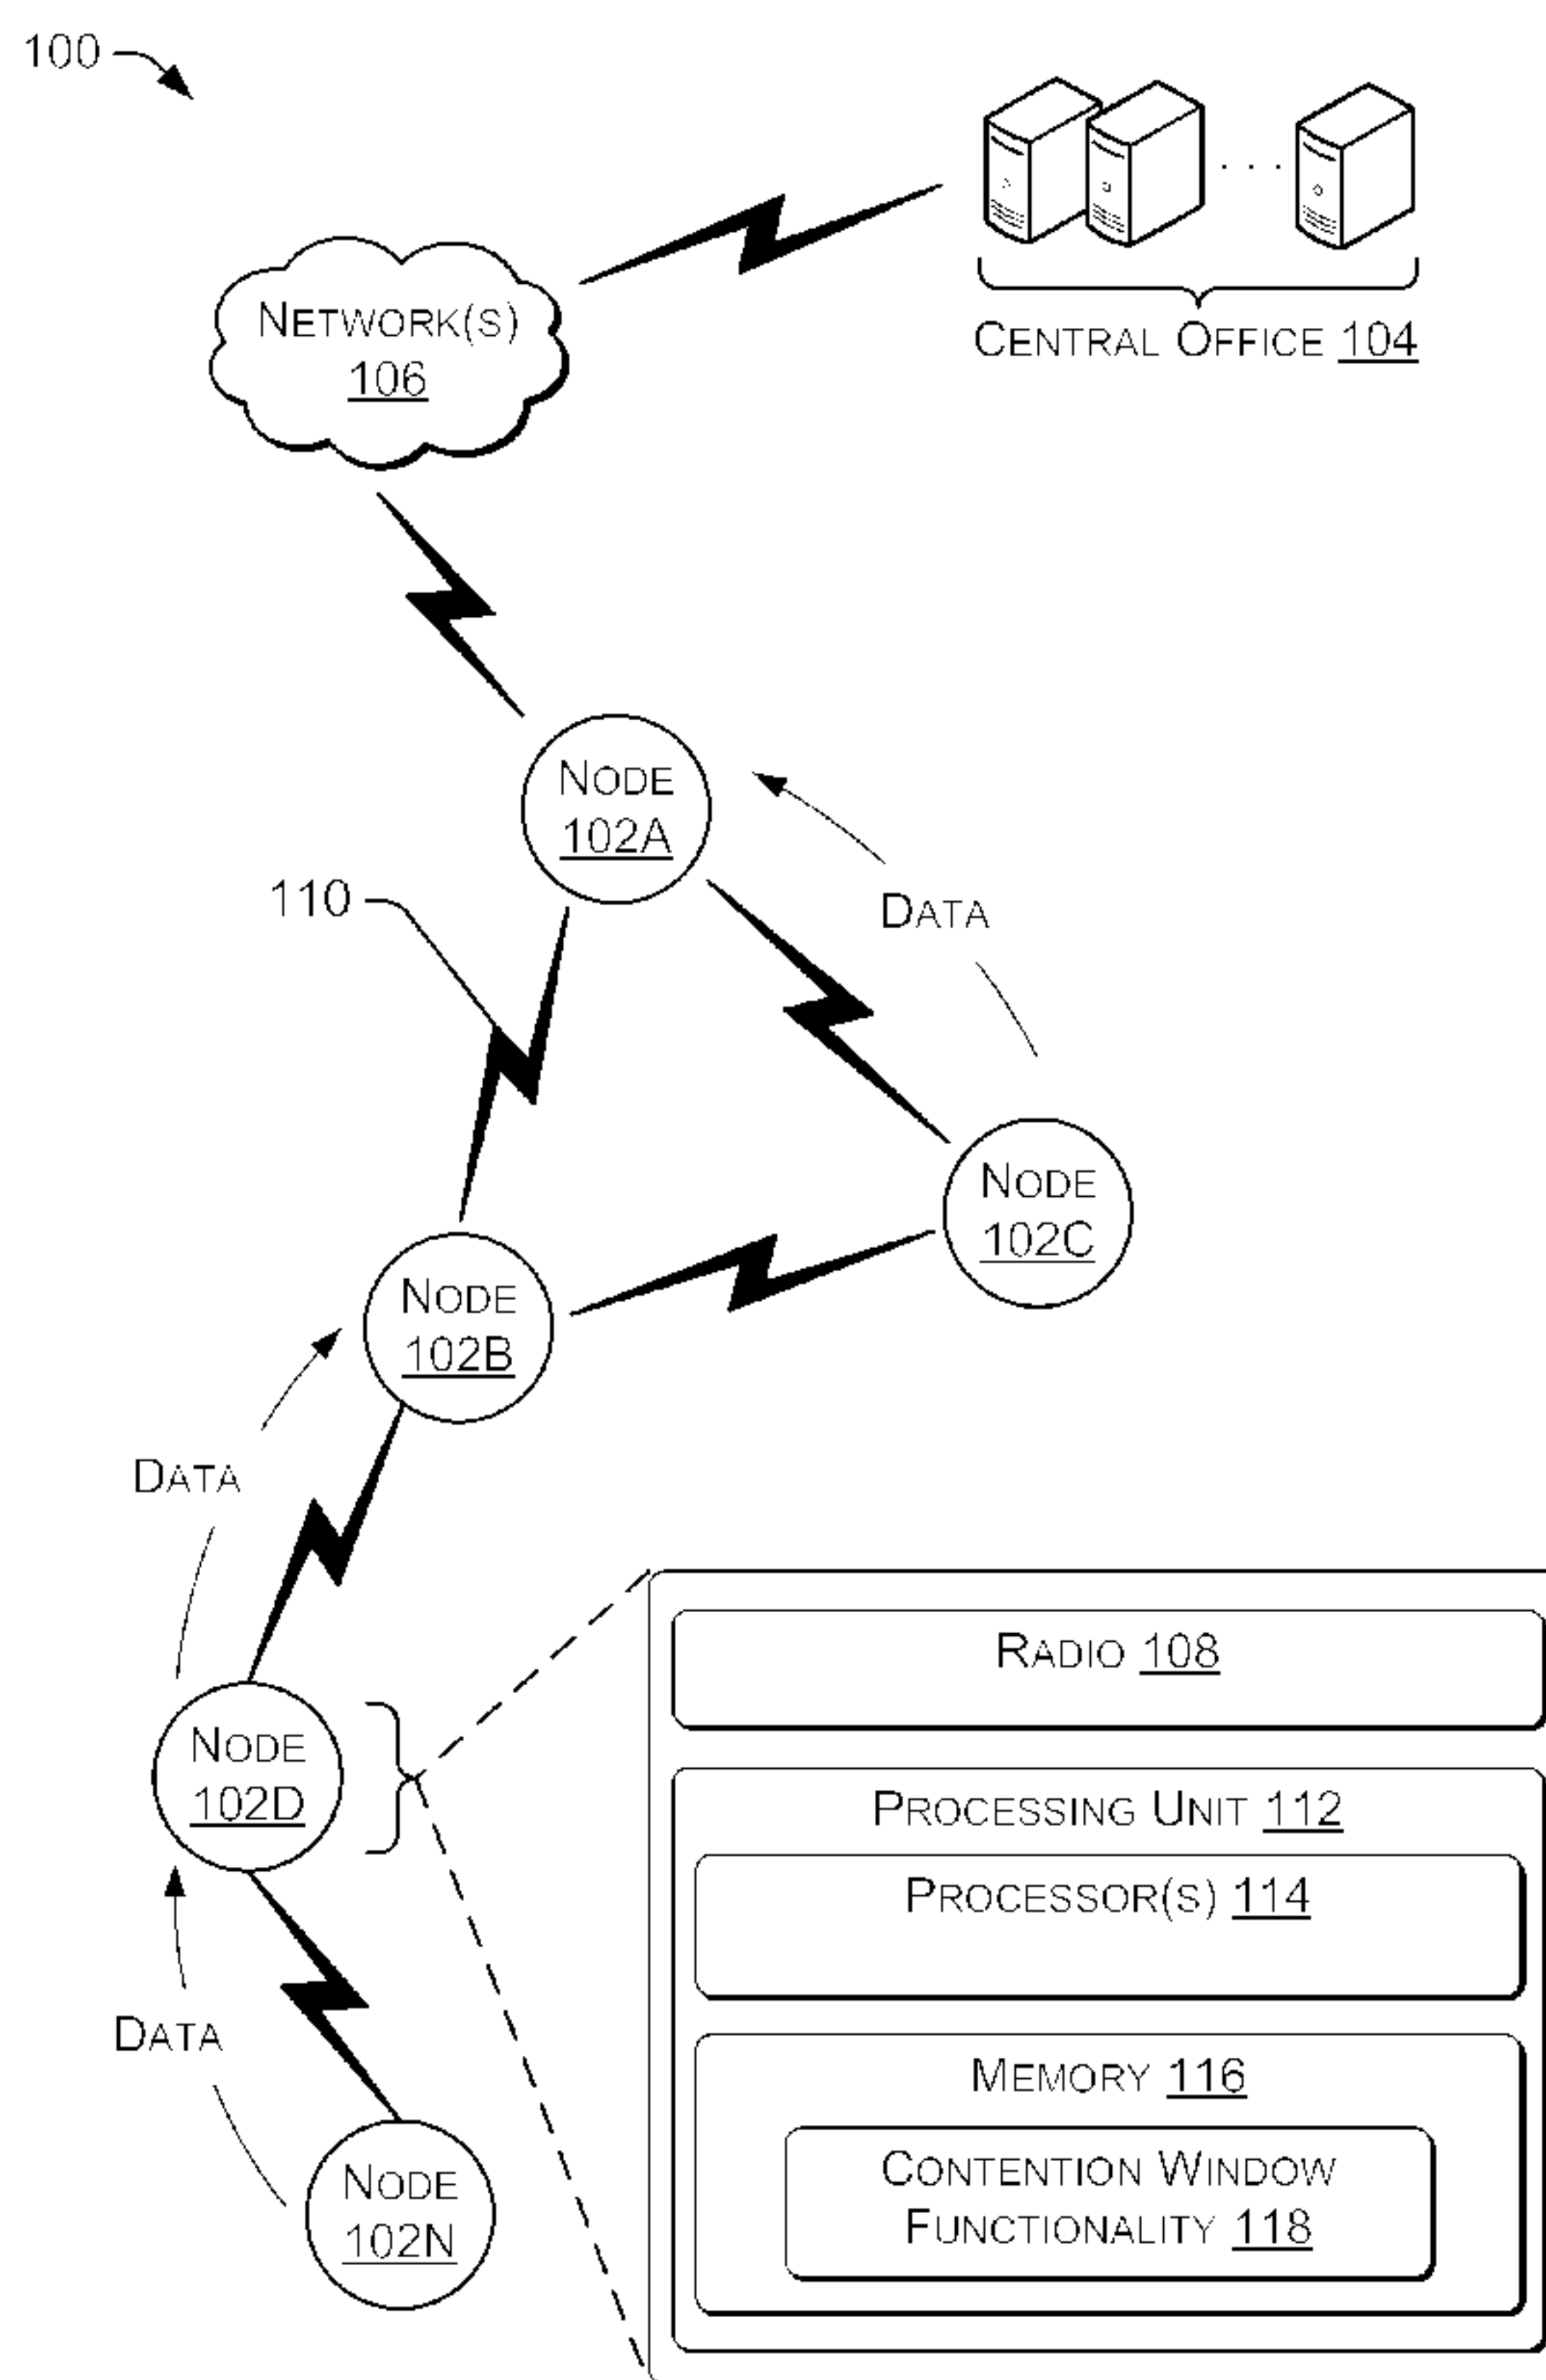 100
NETWORK(S)
106
CENTRAL OFFICE 104
NODE
102A
110
DATA
NODE
102C
NODE
102B
DATA
RADIO 108
NODE
102D
PROCESSING UNIT 112
PROCESSOR(S) 114
DATA
MEMORY 116
CONTENTION WINDOW
FUNCTIONALITY 118
NODE
102N